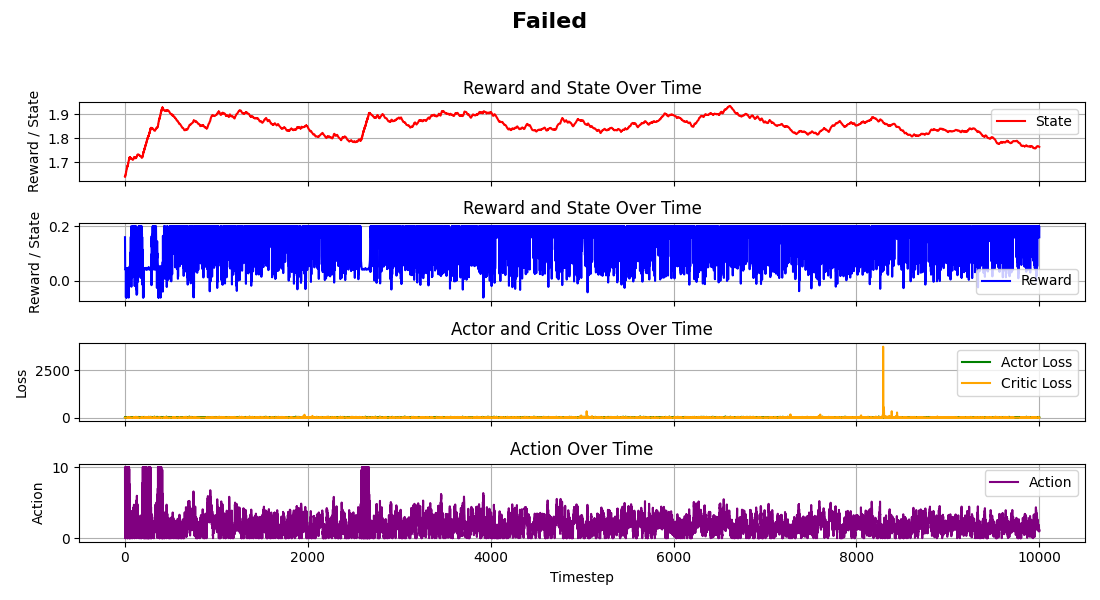 Failed
Reward and State Over Time
Reward / State
1.9
1.8
1.7
State
Reward and State Over Time
Reward / State
0.2
0.0
Reward
Actor and Critic Loss Over Time
Loss
2500
0
Actor Loss
Critic Loss
Action Over Time
Action
10
0
Action
0 2000 4000 6000 8000 10000
Timestep